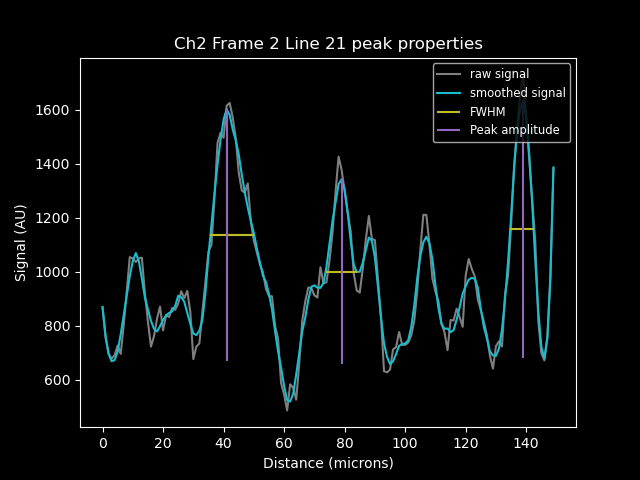 Ch2 Frame 2 Line 21 peak properties
raw signal
smoothed signal
FWHM
Peak amplitude
Signal (AU)
1600
1400
1200
1000
800
600
0 20 40 60 80 100 120 140
Distance (microns)